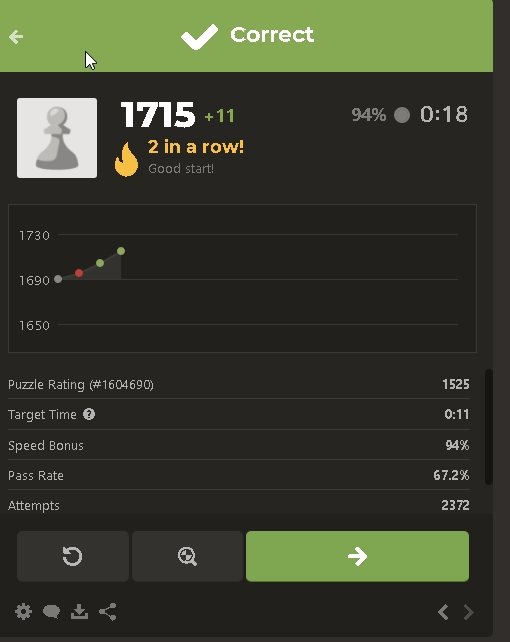 Correct
1715 +11
94% 0:18
2 in a row!
Good start!
1730
1690
1650
Puzzle Rating (#1604690) 1525
Target Time ? 0:11
Speed Bonus 94%
Pass Rate 67.2%
Attempts 2372